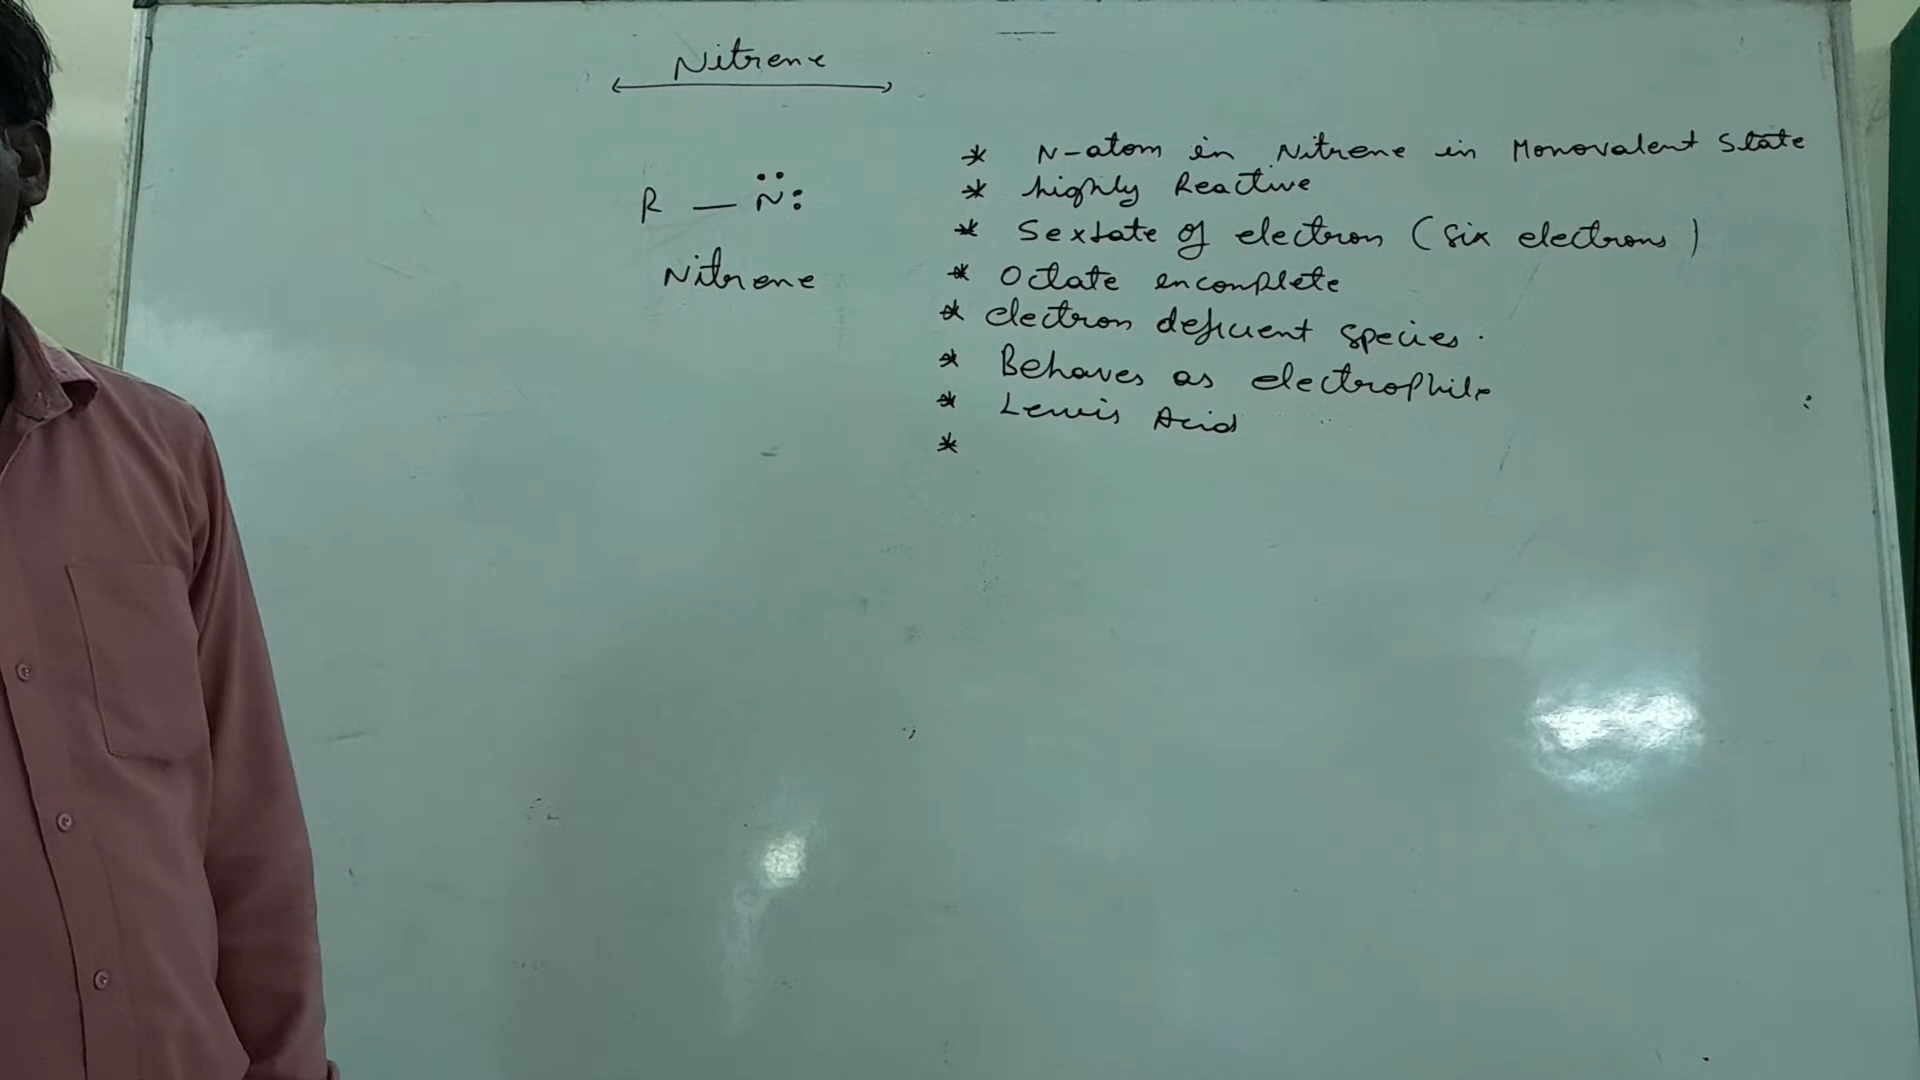 Nitrene
R — N̈:
Nitrene
* N-atom in Nitrene in Monovalent State
* highly Reactive
* Sextate of electron (six electrons)
* Octate encomplete
* electron deficient species.
* Behaves as electrophile
* Lewis Acid
*